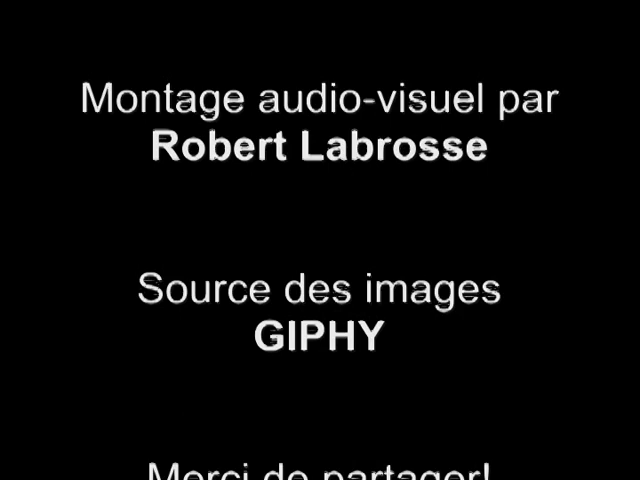 Montage audio-visuel par
Robert Labrosse
Source des images
GIPHY
Merci de partager!